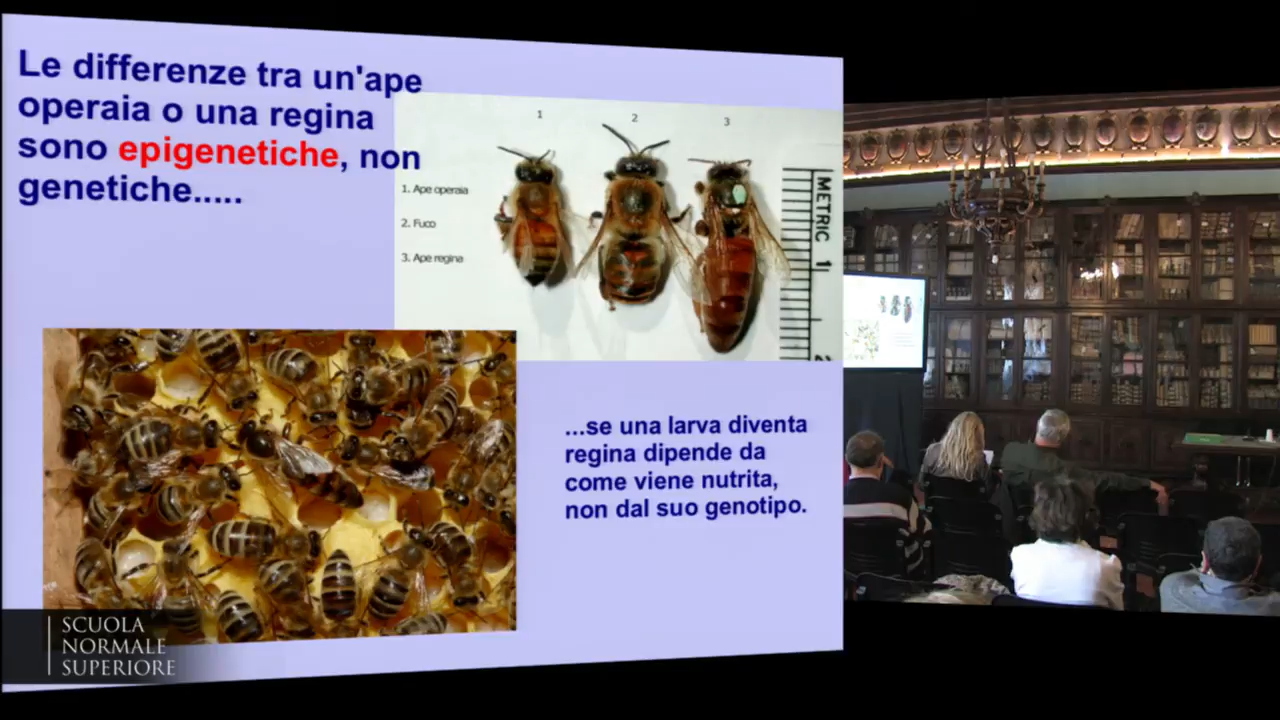 Le differenze tra un'ape
operaia o una regina
sono epigenetiche, non
genetiche.....
1 2 3
1. Ape operaia
2. Fuco
3. Ape regina
METRIC 1
2
...se una larva diventa
regina dipende da
come viene nutrita,
non dal suo genotipo.
SCUOLA
NORMALE
SUPERIORE